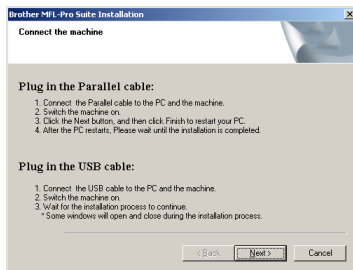 Brother MFL-Pro Suite Installation
Connect the machine
Plug in the Parallel cable:
1. Connect the Parallel cable to the PC and the machine.
2. Switch the machine on.
3. Click the Next button, and then click Finish to restart your PC.
4. After the PC restarts, Please wait until the installation is completed.
Plug in the USB cable:
1. Connect the USB cable to the PC and the machine.
2. Switch the machine on.
3. Wait for the installation process to continue.
* Some windows will open and close during the installation process.
< Back
Next >
Cancel